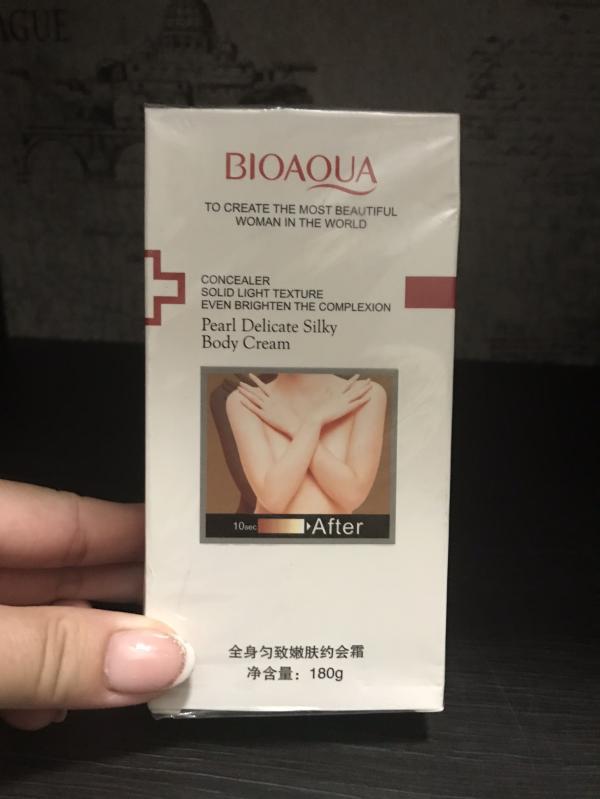 AGUE
BIOAQUA
TO CREATE THE MOST BEAUTIFUL
WOMAN IN THE WORLD
CONCEALER
SOLID LIGHT TEXTURE
EVEN BRIGHTEN THE COMPLEXION
Pearl Delicate Silky
Body Cream
10sec After
全身匀致嫩肤约会霜
净含量：180g